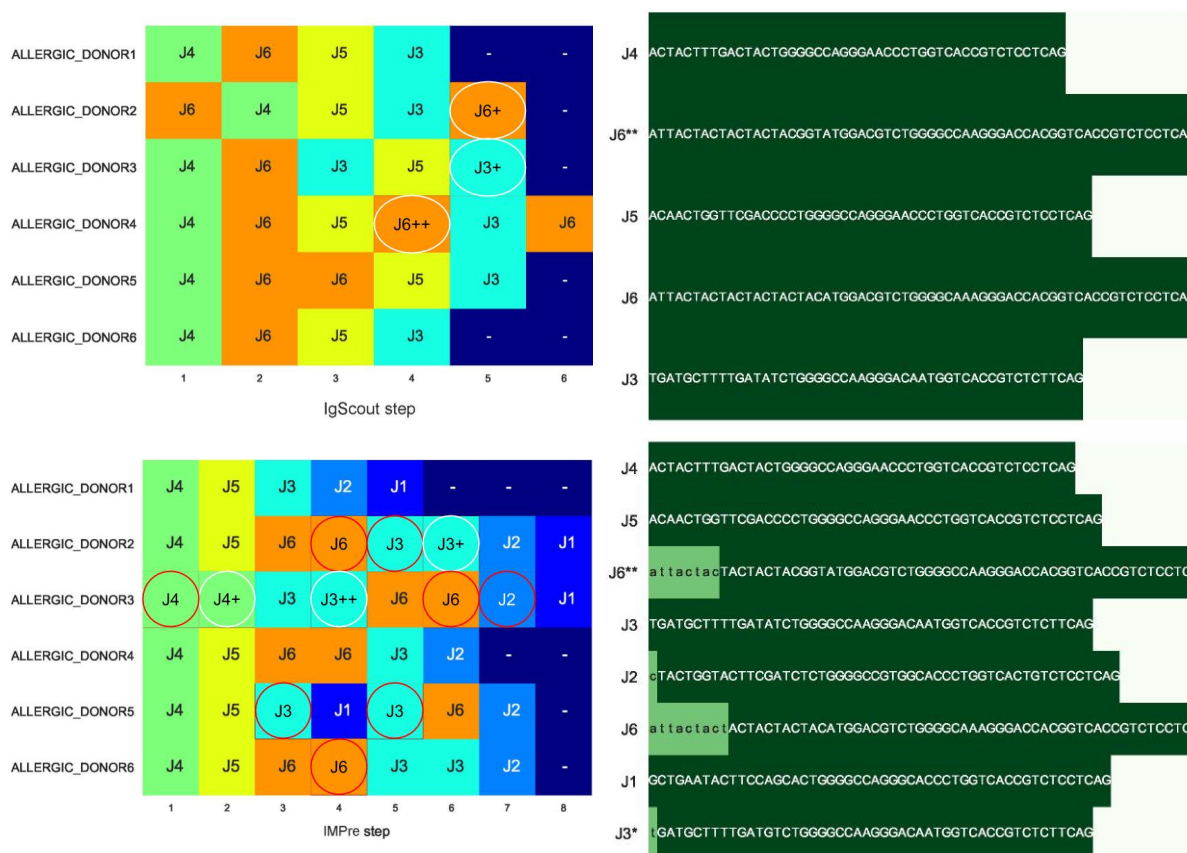 ALLERGIC_DONOR1 J4 J6 J5 J3 - -
ALLERGIC_DONOR2 J6 J4 J5 J3 J6+ -
ALLERGIC_DONOR3 J4 J6 J3 J5 J3+ -
ALLERGIC_DONOR4 J4 J6 J5 J6++ J3 J6
ALLERGIC_DONOR5 J4 J6 J6 J5 J3 -
ALLERGIC_DONOR6 J4 J6 J5 J3 - -
1 2 3 4 5 6
IgScout step
J4 ACTACTTTGACTACTGGGGCCAGGGAACCCTGGTCACCGTCTCCTCAG
J6** ATTACTACTACTACTACGGTATGGACGTCTGGGGCCAAGGGACCACGGTCACCGTCTCCTCA
J5 ACAACTGGTTCGACCCCTGGGGCCAGGGAACCCTGGTCACCGTCTCCTCAG
J6 ATTACTACTACTACTACTACATGGACGTCTGGGGCAAAGGGACCACGGTCACCGTCTCCTCA
J3 TGATGCTTTTGATATCTGGGGCCAAGGGACAATGGTCACCGTCTCTTCAG
ALLERGIC_DONOR1 J4 J5 J3 J2 J1 - - -
ALLERGIC_DONOR2 J4 J5 J6 J6 J3 J3+ J2 J1
ALLERGIC_DONOR3 J4 J4+ J3 J3++ J6 J6 J2 J1
ALLERGIC_DONOR4 J4 J5 J6 J6 J3 J2 - -
ALLERGIC_DONOR5 J4 J5 J3 J1 J3 J6 J2 -
ALLERGIC_DONOR6 J4 J5 J6 J6 J3 J3 J2 -
1 2 3 4 5 6 7 8
IMPre step
J4 ACTACTTTGACTACTGGGGCCAGGGAACCCTGGTCACCGTCTCCTCAG
J5 ACAACTGGTTCGACCCCTGGGGCCAGGGAACCCTGGTCACCGTCTCCTCAG
J6** attactacTACTACTACGGTATGGACGTCTGGGGCCAAGGGACCACGGTCACCGTCTCCTC
J3 TGATGCTTTTGATATCTGGGGCCAAGGGACAATGGTCACCGTCTCTTCAG
J2 cTACTGGTACTTCGATCTCTGGGGCCGTGGCACCCTGGTCACTGTCTCCTCAG
J6 attactactACTACTACTACATGGACGTCTGGGGCAAAGGGACCACGGTCACCGTCTCCTC
J1 GCTGAATACTTCCAGCACTGGGGCCAGGGCACCCTGGTCACCGTCTCCTCAG
J3* tGATGCTTTTGATGTCTGGGGCCAAGGGACAATGGTCACCGTCTCTTCAG